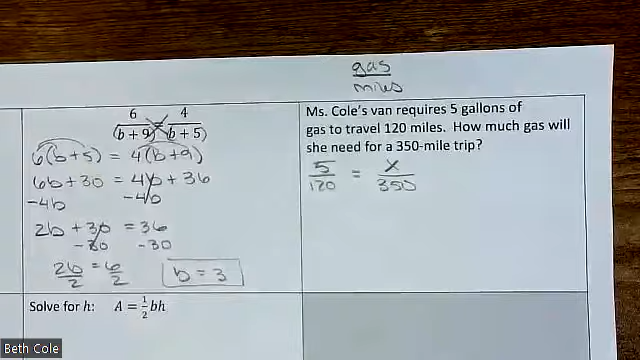 gas
miles
6 4
(b + 9) = (b + 5)
6(b+5) = 4(b+9)
6b+30 = 4b+36
-4b -4b
2b + 30 = 36
-30 -30
2b = 6
2 2
b = 3
Ms. Cole's van requires 5 gallons of
gas to travel 120 miles. How much gas will
she need for a 350-mile trip?
5 = x
120 350
Solve for h: A = 1/2 bh
Beth Cole